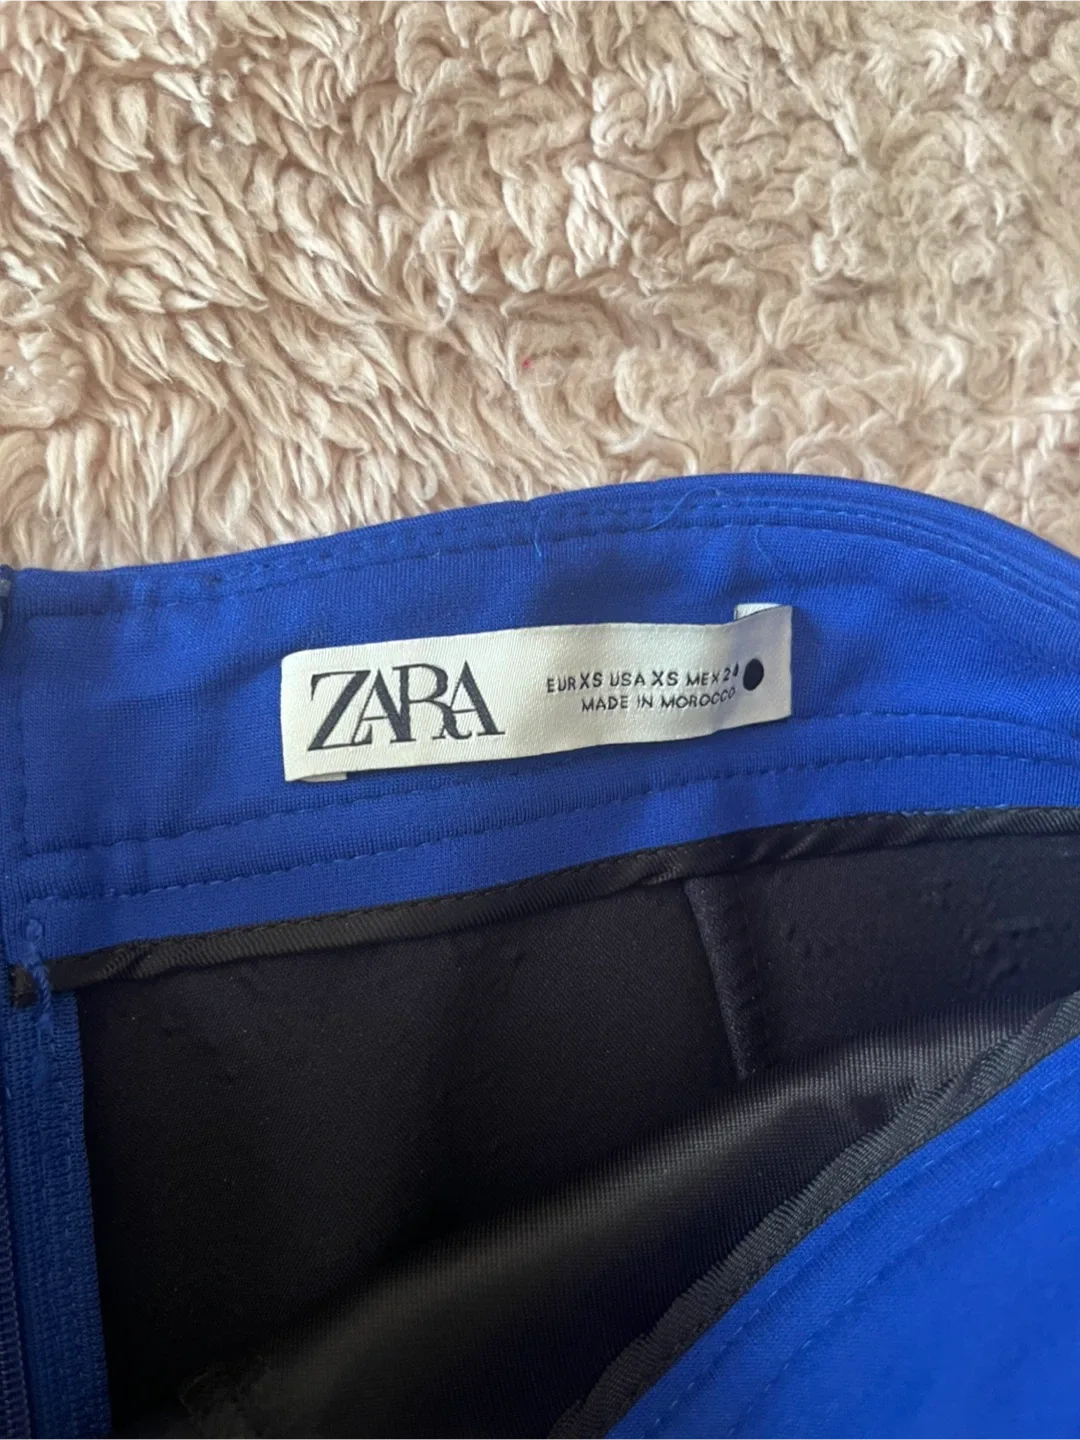 ZARA
EUR XS USA XS MEX 24
MADE IN MOROCCO